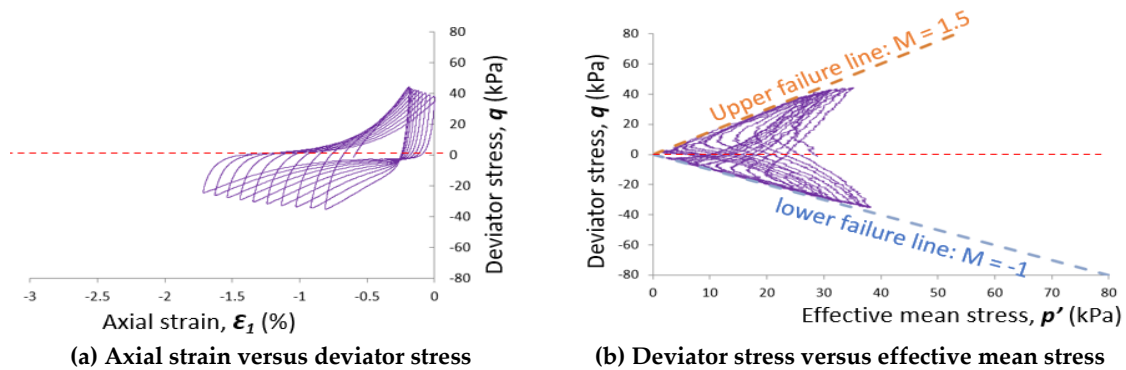 80
60
40
20
0
-20
-40
-60
-80
Deviator stress, q (kPa)
-3 -2.5 -2 -1.5 -1 -0.5 0
Axial strain, ε1 (%)
(a) Axial strain versus deviator stress
80
60
40
20
0
-20
-40
-60
-80
Deviator stress, q (kPa)
Upper failure line: M = 1.5
lower failure line: M = -1
0 10 20 30 40 50 60 70 80
Effective mean stress, p’ (kPa)
(b) Deviator stress versus effective mean stress